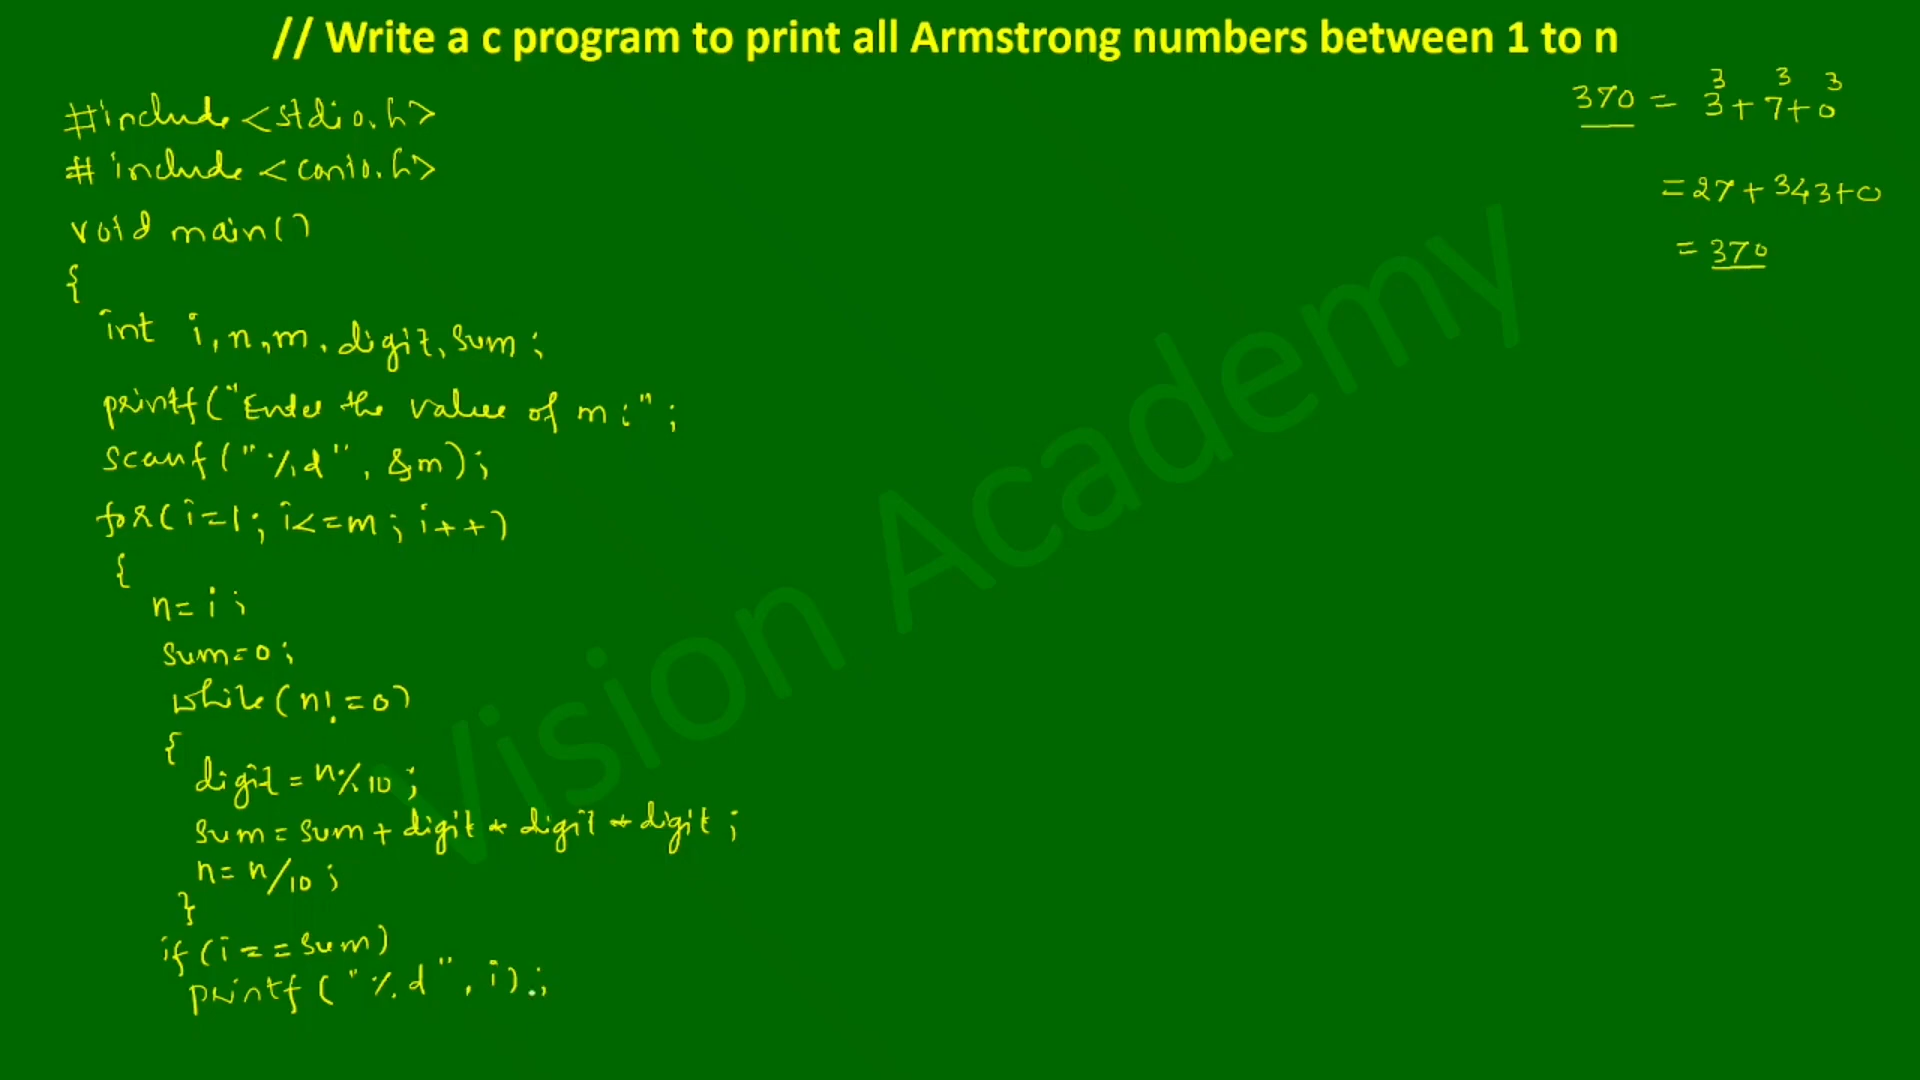 // Write a c program to print all Armstrong numbers between 1 to n
#include <stdio.h>
# include <conio.h>
void main()
{
int i, n, m, digit, sum;
printf("Enter the value of m:";
scanf("%d", &m);
for(i=1; i<=m; i++)
{
n=i;
sum=0;
while(n!=0)
{
digit=n%10;
sum=sum+digit*digit*digit;
n=n/10;
}
if(i==sum)
printf("%d", i);
370 = 3³+7³+0³
=27+343+0
=370
Vision Academy